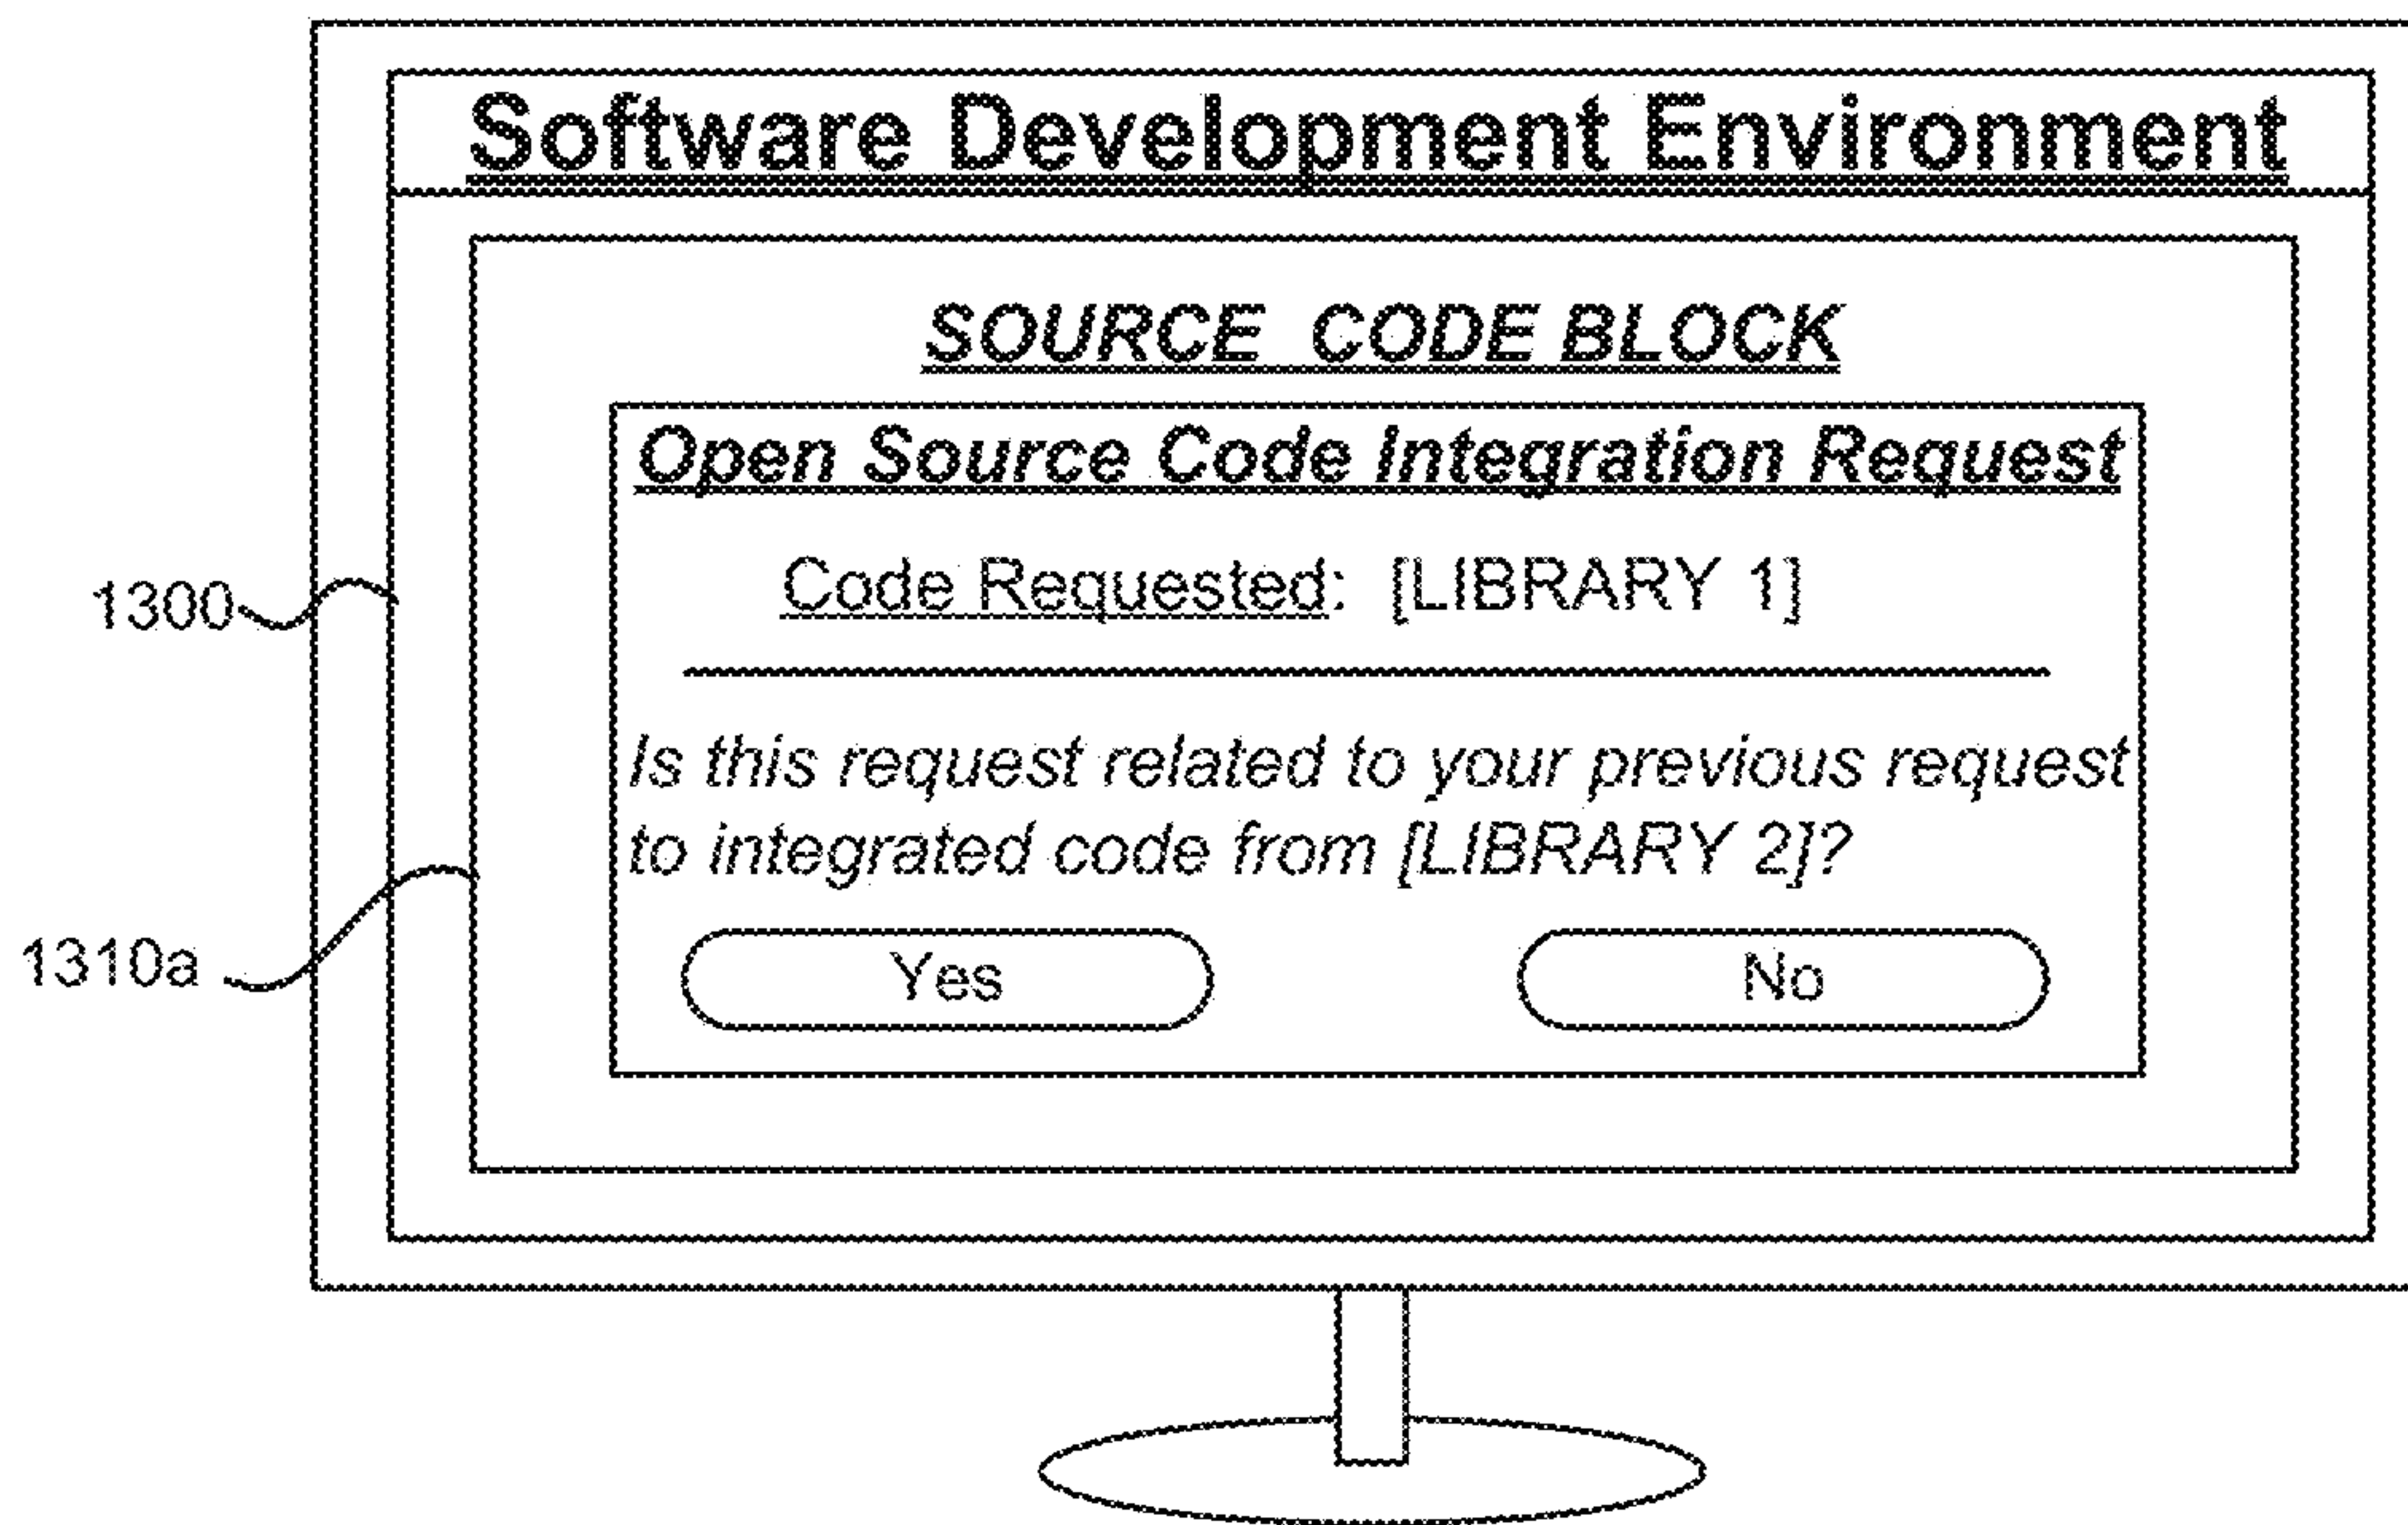 Software Development Environment
SOURCE CODE BLOCK
Open Source Code Integration Request
Code Requested: [LIBRARY 1]
1300
Is this request related to your previous request
to integrated code from [LIBRARY 2]?
1310a
Yes
No